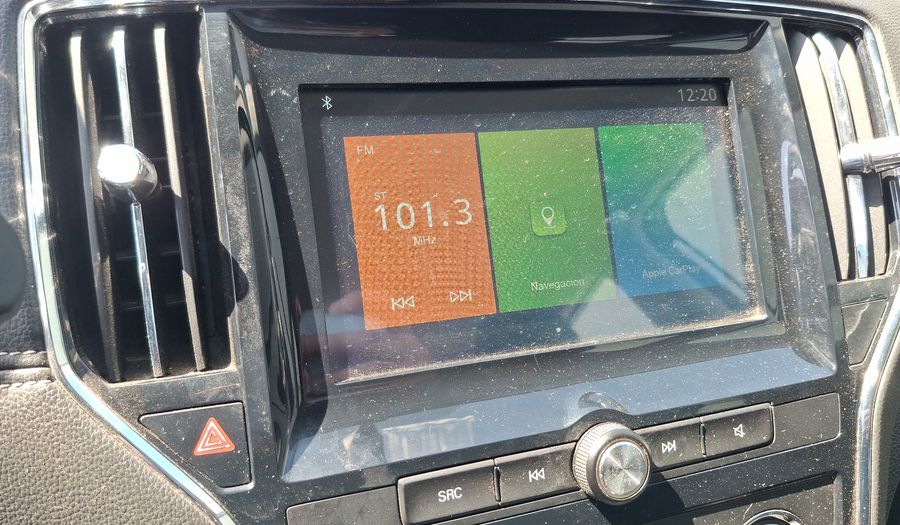 12:20
FM
ST
101.3
MHz
Navegacion
Apple CarPlay
SRC